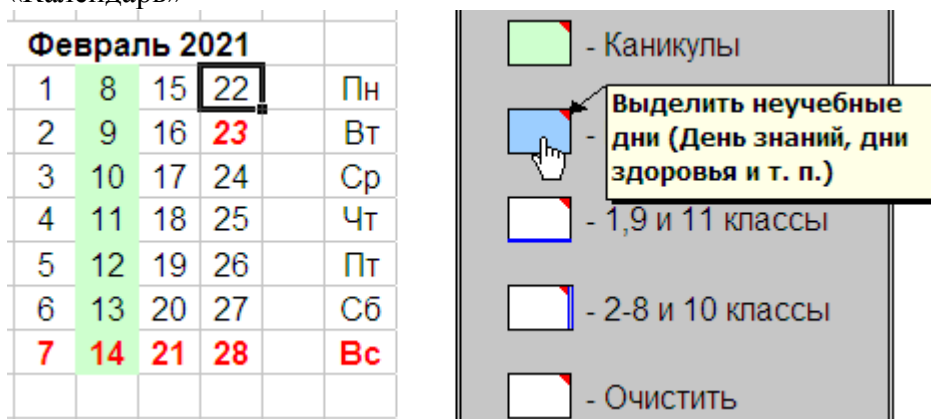 «Календарь»
Февраль 2021
1 8 15 22 Пн
2 9 16 23 Вт
3 10 17 24 Ср
4 11 18 25 Чт
5 12 19 26 Пт
6 13 20 27 Сб
7 14 21 28 Вс
- Каникулы
-
Выделить неучебные
дни (День знаний, дни
здоровья и т. п.)
- 1,9 и 11 классы
- 2-8 и 10 классы
- Очистить